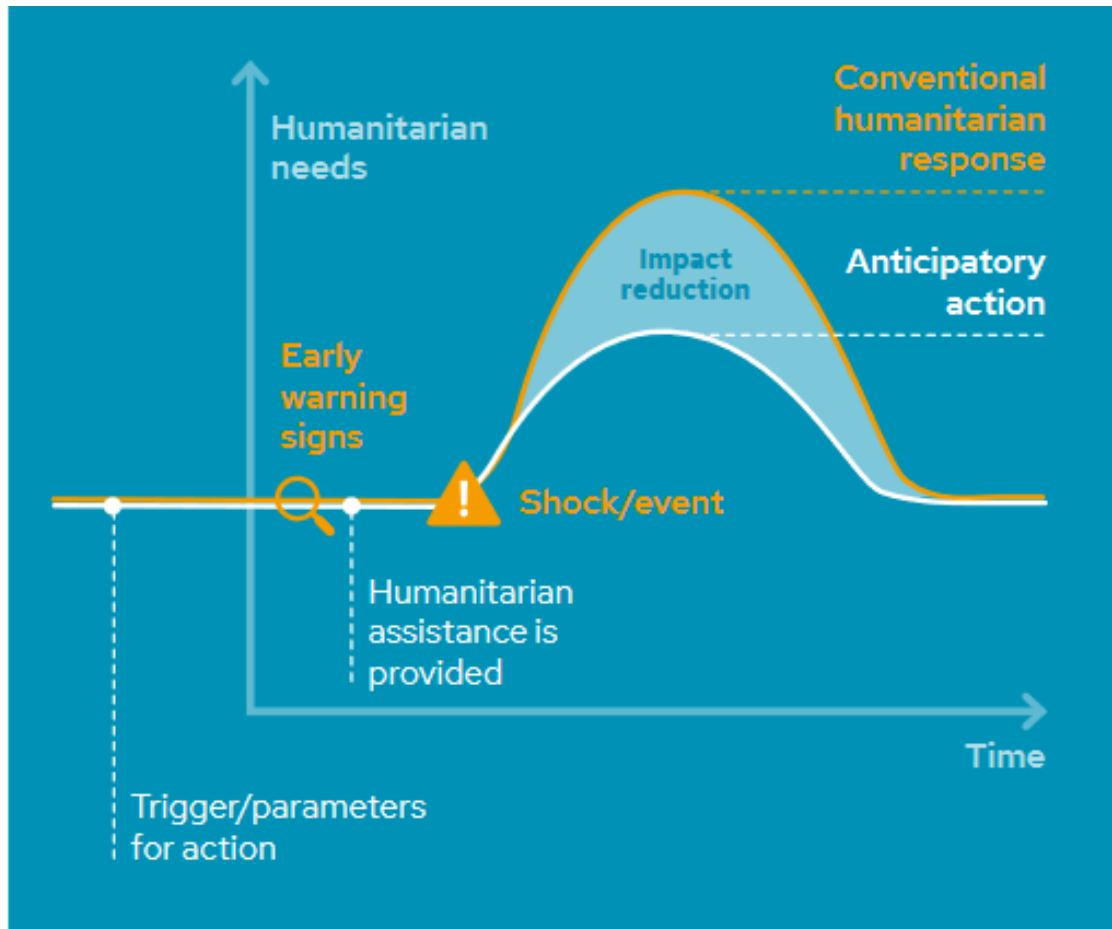 Conventional
humanitarian
response
Humanitarian
needs
Impact
reduction
Anticipatory
action
Early
warning
signs
!
Shock/event
Humanitarian
assistance is
provided
Time
Trigger/parameters
for action